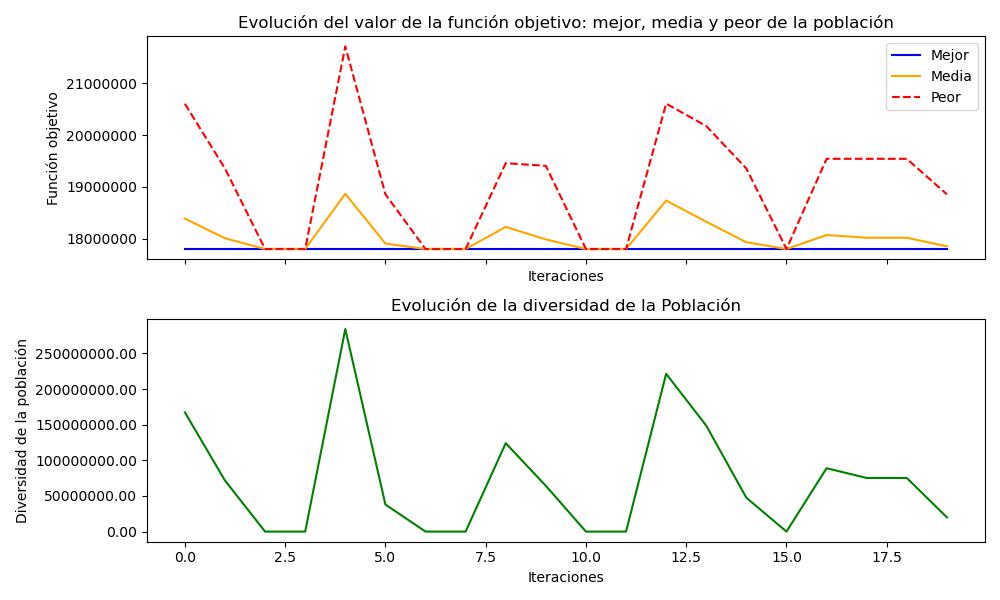 Evolución del valor de la función objetivo: mejor, media y peor de la población
Función objetivo
21000000
20000000
19000000
18000000
Mejor
Media
Peor
Iteraciones
Evolución de la diversidad de la Población
Diversidad de la población
250000000.00
200000000.00
150000000.00
100000000.00
50000000.00
0.00
0.0 2.5 5.0 7.5 10.0 12.5 15.0 17.5
Iteraciones